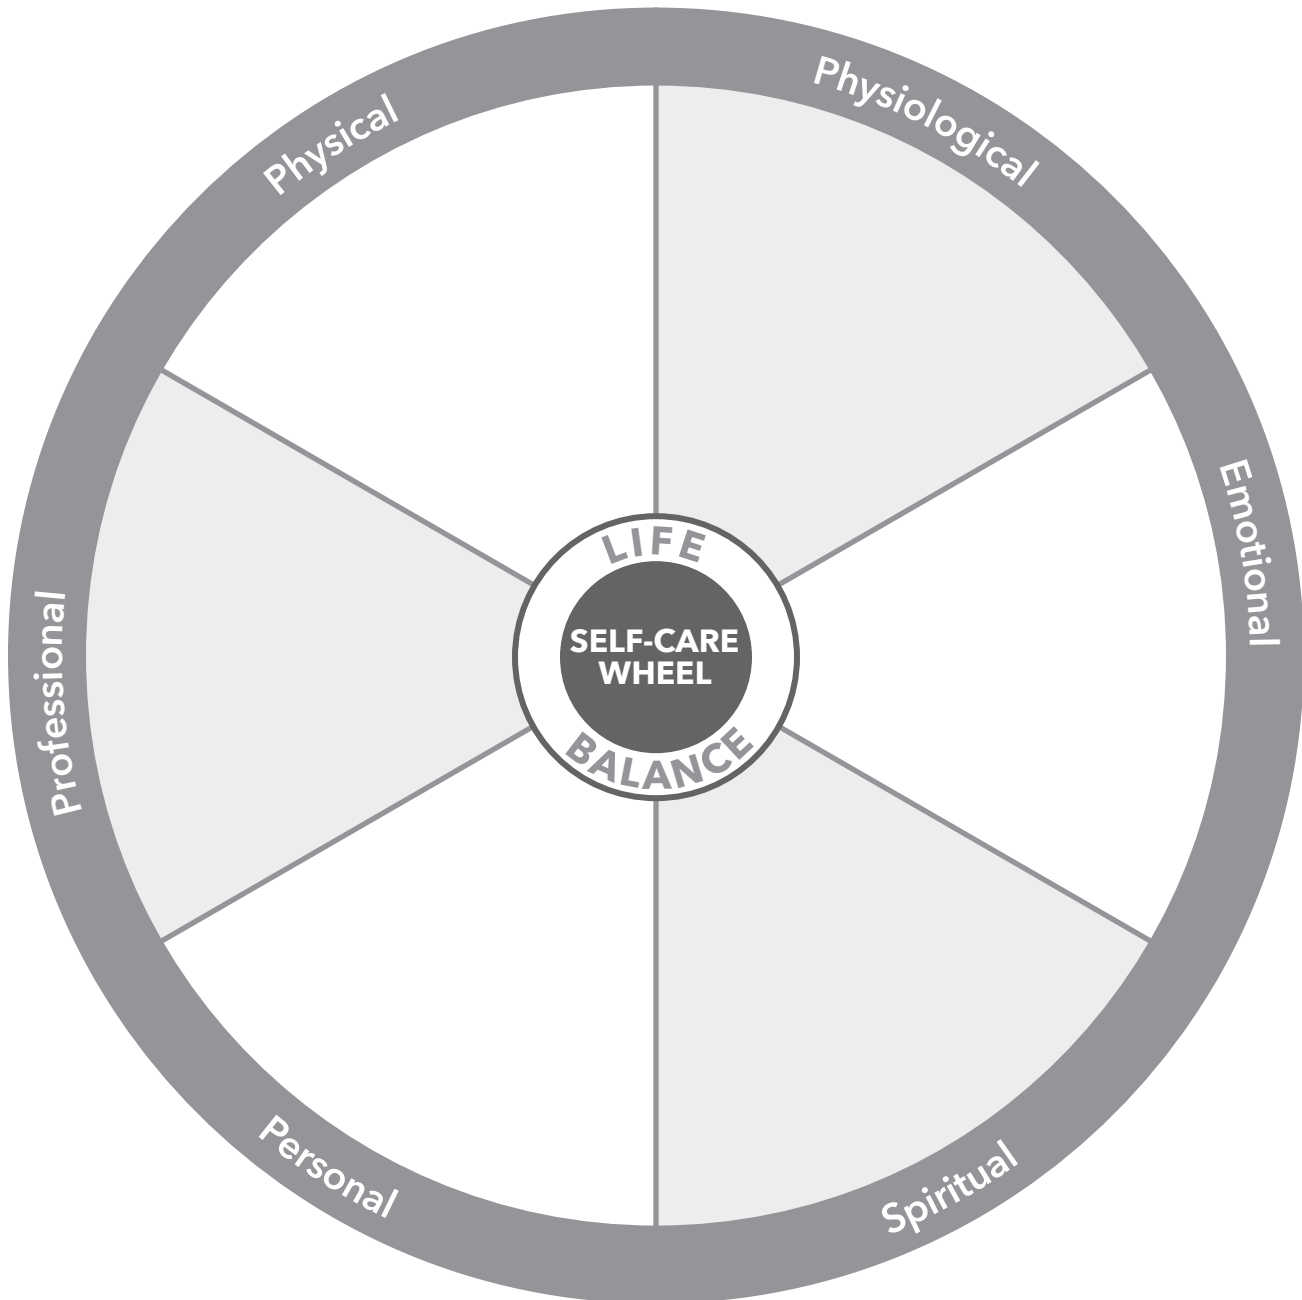 Physical
Physiological
Emotional
Spiritual
Personal
Professional
LIFE
SELF-CARE
WHEEL
BALANCE